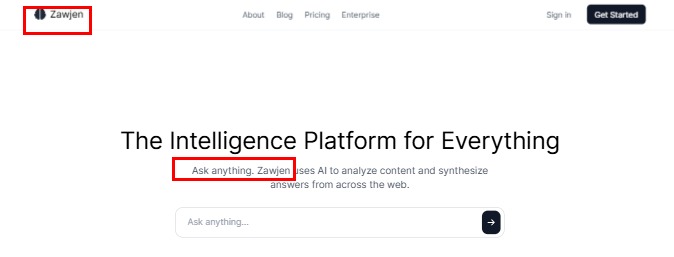 Zawjen
About Blog Pricing Enterprise
Sign in
Get Started
The Intelligence Platform for Everything
Ask anything. Zawjen uses AI to analyze content and synthesize
answers from across the web.
Ask anything...